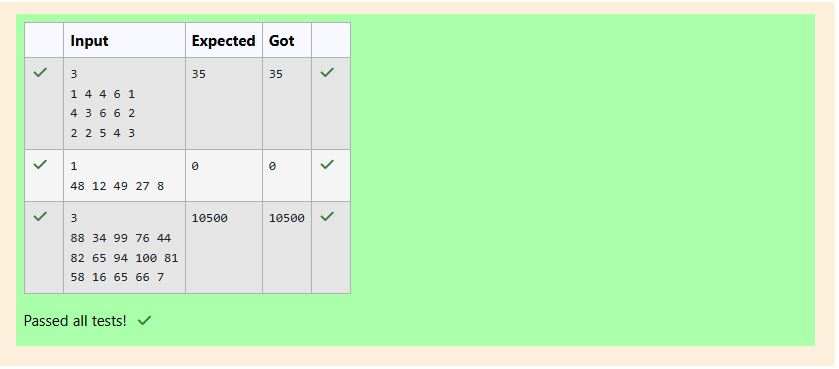 Input Expected Got
3 35 35
1 4 4 6 1
4 3 6 6 2
2 2 5 4 3
1 0 0
48 12 49 27 8
3 10500 10500
88 34 99 76 44
82 65 94 100 81
58 16 65 66 7
Passed all tests!